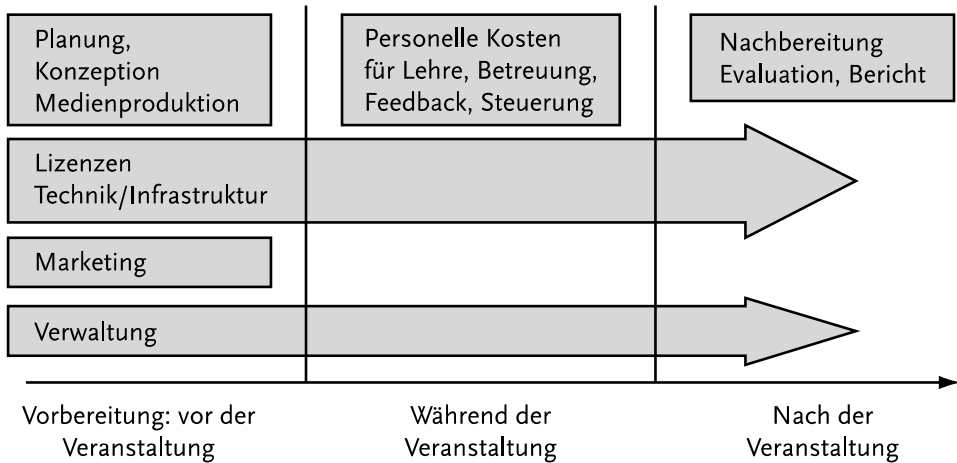 Planung,
Konzeption
Medienproduktion
Personelle Kosten
für Lehre, Betreuung,
Feedback, Steuerung
Nachbereitung
Evaluation, Bericht
Lizenzen
Technik/Infrastruktur
Marketing
Verwaltung
Vorbereitung: vor der
Veranstaltung
Während der
Veranstaltung
Nach der
Veranstaltung